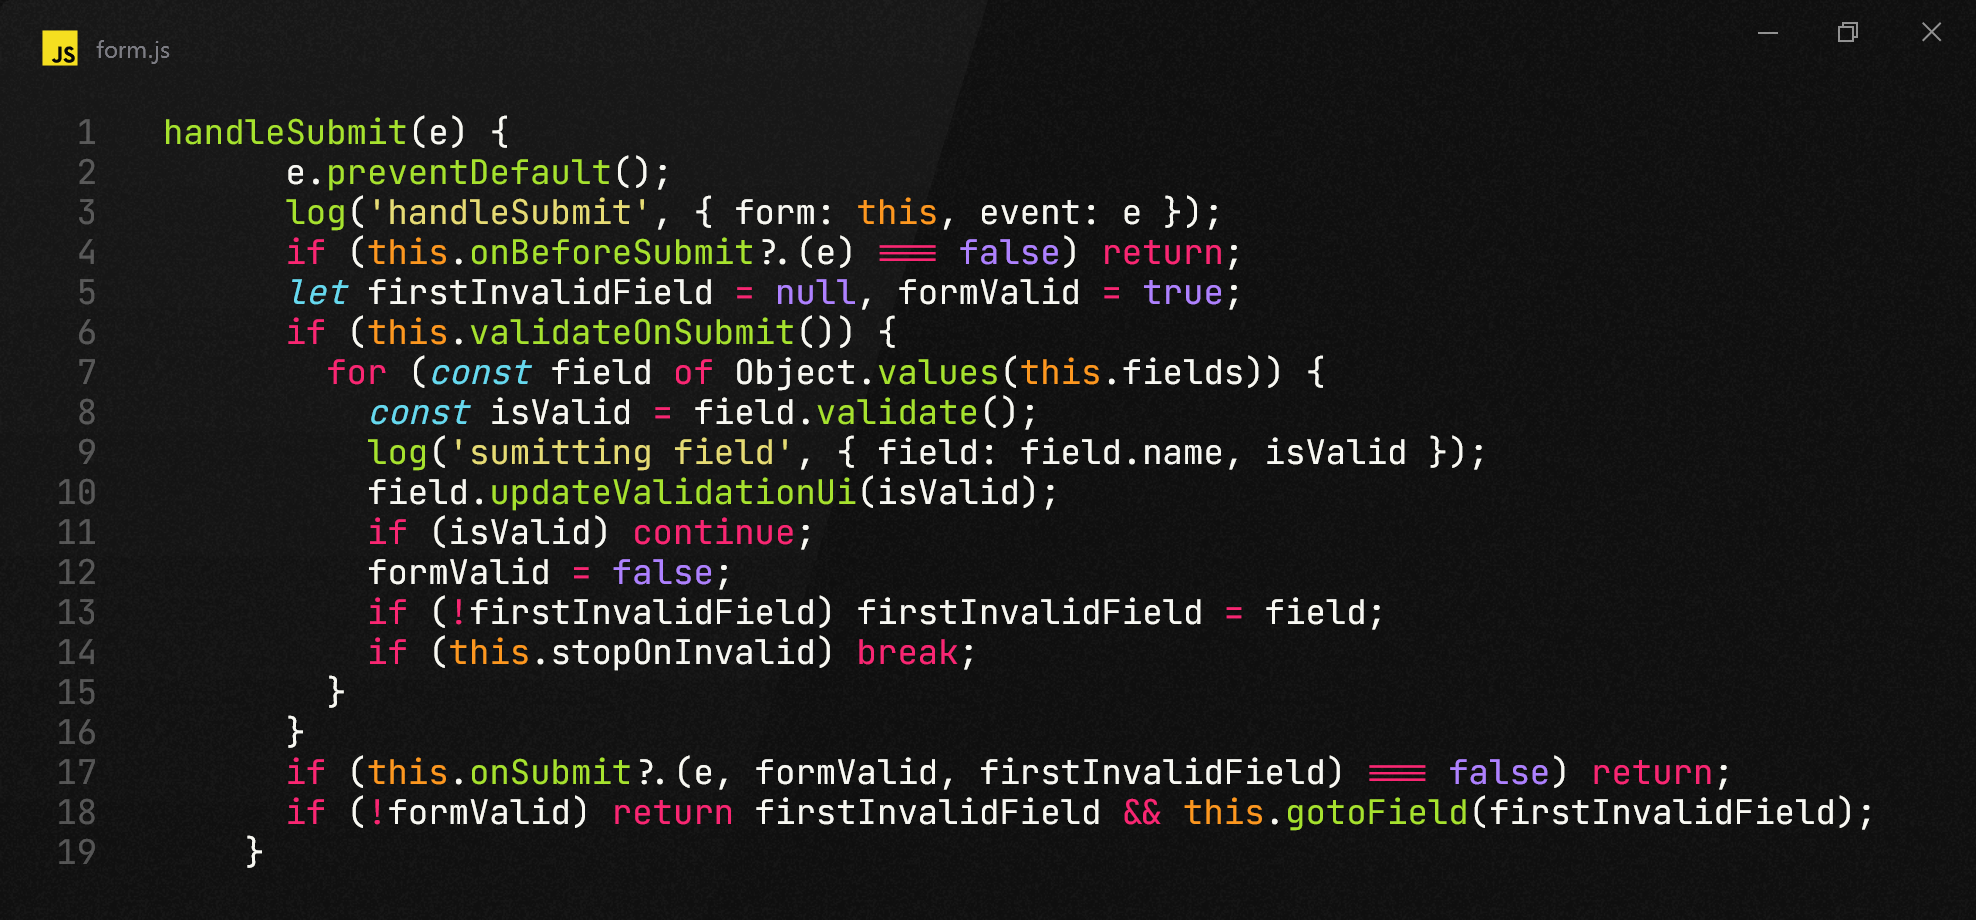 JS form.js
1 handleSubmit(e) {
2 e.preventDefault();
3 log('handleSubmit', { form: this, event: e });
4 if (this.onBeforeSubmit?.(e) === false) return;
5 let firstInvalidField = null, formValid = true;
6 if (this.validateOnSubmit()) {
7 for (const field of Object.values(this.fields)) {
8 const isValid = field.validate();
9 log('sumitting field', { field: field.name, isValid });
10 field.updateValidationUi(isValid);
11 if (isValid) continue;
12 formValid = false;
13 if (!firstInvalidField) firstInvalidField = field;
14 if (this.stopOnInvalid) break;
15 }
16 }
17 if (this.onSubmit?.(e, formValid, firstInvalidField) === false) return;
18 if (!formValid) return firstInvalidField && this.gotoField(firstInvalidField);
19 }